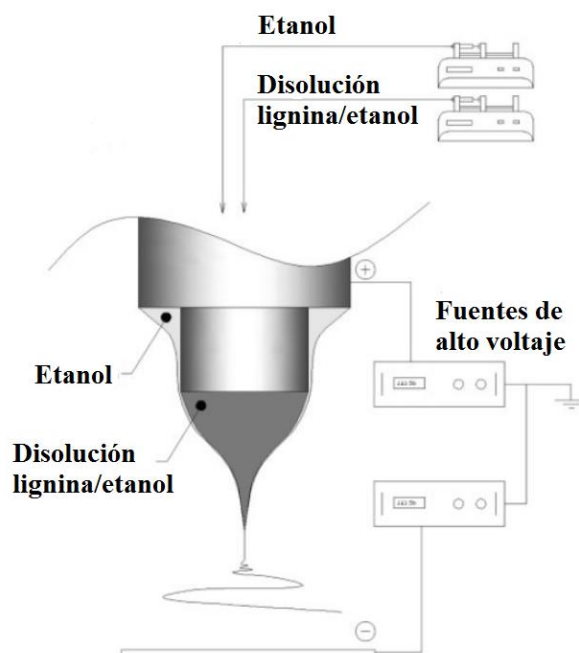 Etanol
Disolución
lignina/etanol
+
Fuentes de
alto voltaje
Etanol
Disolución
lignina/etanol
−